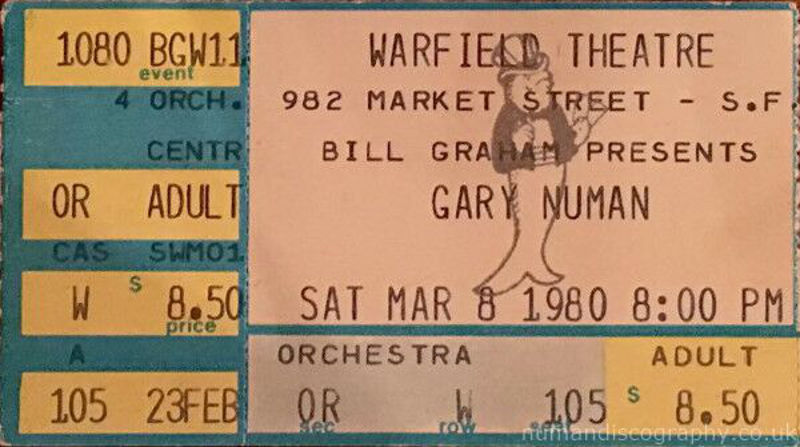 1080 BGW11
event
4 ORCH.
CENTR
OR ADULT
CAS SWM01
W $ 8.50
price
A
105 23FEB
WARFIELD THEATRE
982 MARKET STREET - S.F.
BILL GRAHAM PRESENTS
GARY NUMAN
SAT MAR 8 1980 8:00 PM
ORCHESTRA ADULT
OR W 105 $ 8.50
sec row
numandiscography.co.uk